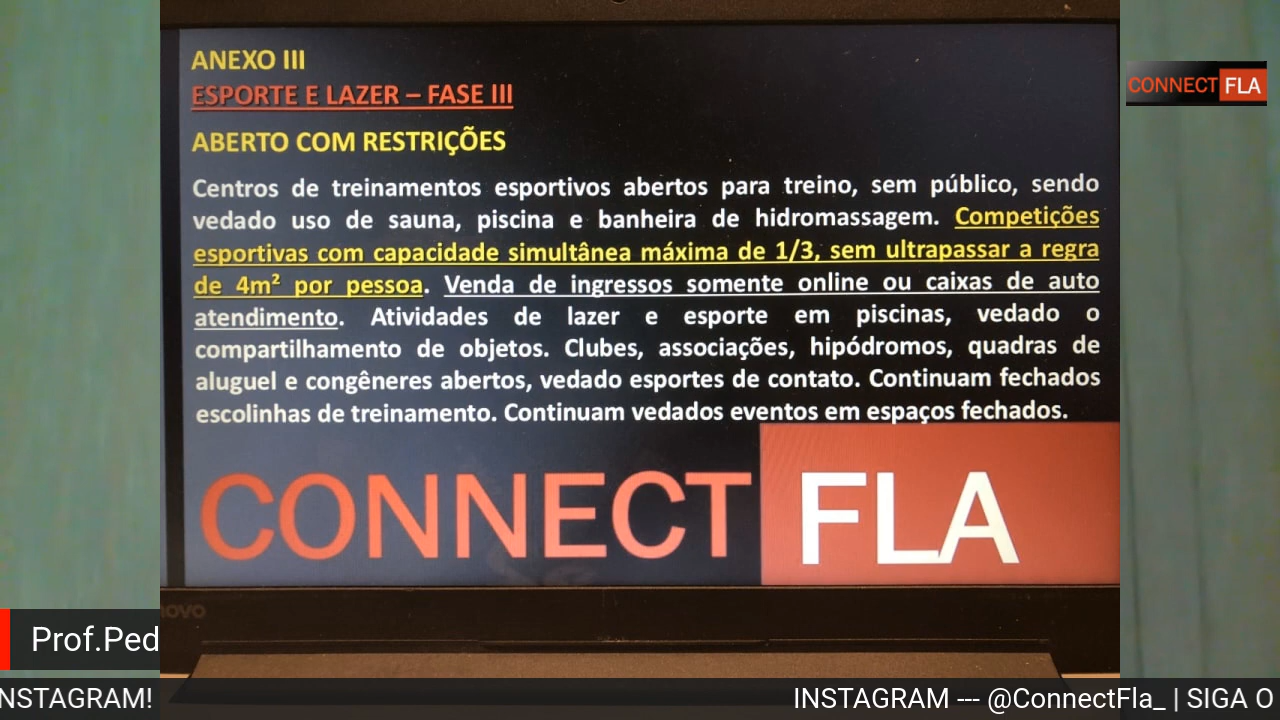 ANEXO III
ESPORTE E LAZER – FASE III
ABERTO COM RESTRIÇÕES
Centros de treinamentos esportivos abertos para treino, sem público, sendo
vedado uso de sauna, piscina e banheira de hidromassagem. Competições
esportivas com capacidade simultânea máxima de 1/3, sem ultrapassar a regra
de 4m² por pessoa. Venda de ingressos somente online ou caixas de auto
atendimento. Atividades de lazer e esporte em piscinas, vedado o
compartilhamento de objetos. Clubes, associações, hipódromos, quadras de
aluguel e congêneres abertos, vedado esportes de contato. Continuam fechados
escolinhas de treinamento. Continuam vedados eventos em espaços fechados.
CONNECT FLA
CONNECT FLA
novo
Prof.Ped
NSTAGRAM! INSTAGRAM --- @ConnectFla_ | SIGA O